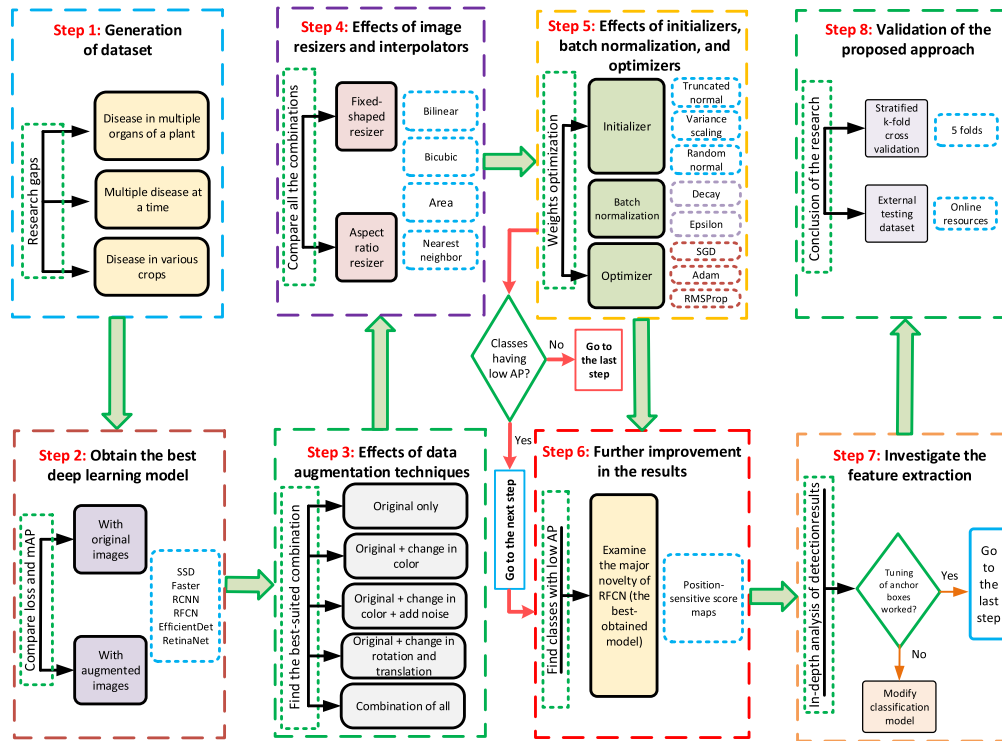 Step 1: Generation
of dataset
Research gaps
Disease in multiple
organs of a plant
Multiple disease at
a time
Disease in various
crops
Step 2: Obtain the best
deep learning model
Compare loss and mAP
With
original
images
With
augmented
images
SSD
Faster
RCNN
RFCN
EfficientDet
RetinaNet
Step 3: Effects of data
augmentation techniques
Find the best-suited combination
Original only
Original + change in
color
Original + change in
color + add noise
Original + change in
rotation and
translation
Combination of all
Step 4: Effects of image
resizers and interpolators
Compare all the combinations
Fixed-
shaped
resizer
Aspect
ratio
resizer
Bilinear
Bicubic
Area
Nearest
neighbor
Step 5: Effects of initializers,
batch normalization, and
optimizers
Weights optimization
Initializer
Truncated
normal
Variance
scaling
Random
normal
Batch
normalization
Decay
Epsilon
Optimizer
SGD
Adam
RMSProp
Classes
having
low AP?
No
Go to
the last
step
Yes
Go to the next step
Step 6: Further improvement
in the results
Find classes with low AP
Examine
the major
novelty of
RFCN (the
best-
obtained
model)
Position-
sensitive score
maps
Step 7: Investigate the
feature extraction
In-depth analysis of detectionresults
Tuning
of anchor
boxes
worked?
Yes
Go
to
the
last
step
No
Modify
classification
model
Step 8: Validation of the
proposed approach
Conclusion of the research
Stratified
k-fold
cross
validation
5 folds
External
testing
dataset
Online
resources